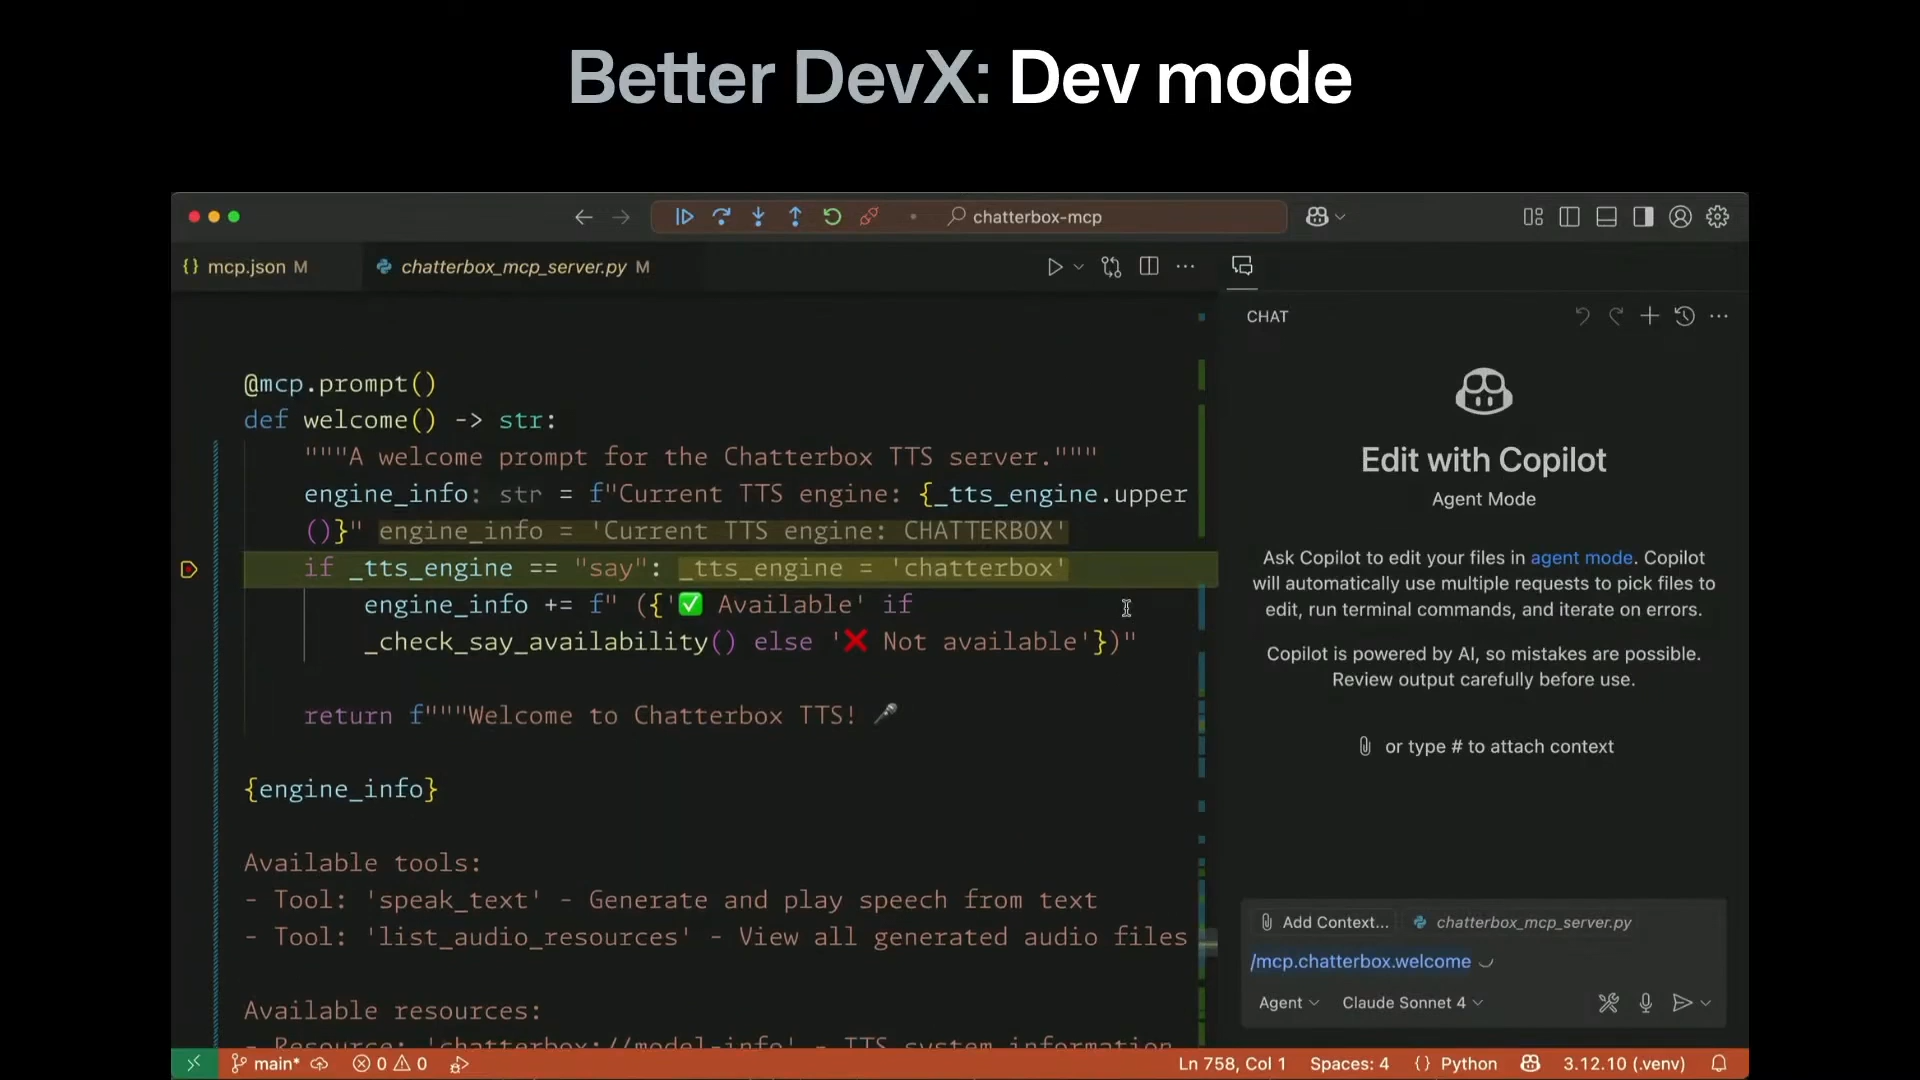 Better DevX: Dev mode
chatterbox-mcp
mcp.json M
chatterbox_mcp_server.py M
@mcp.prompt()
def welcome() -> str:
"""A welcome prompt for the Chatterbox TTS server."""
engine_info: str = f"Current TTS engine: {_tts_engine.upper
()}" engine_info = 'Current TTS engine: CHATTERBOX'
if _tts_engine == "say": _tts_engine = 'chatterbox'
engine_info += f" ({'✅ Available' if
_check_say_availability() else '❌ Not available'})"
return f"""Welcome to Chatterbox TTS! 🎤
{engine_info}
Available tools:
- Tool: 'speak_text' - Generate and play speech from text
- Tool: 'list_audio_resources' - View all generated audio files
Available resources:
- Resource: 'chatterbox://model-info' - TTS system information
CHAT
Edit with Copilot
Agent Mode
Ask Copilot to edit your files in agent mode. Copilot
will automatically use multiple requests to pick files to
edit, run terminal commands, and iterate on errors.
Copilot is powered by AI, so mistakes are possible.
Review output carefully before use.
or type # to attach context
Add Context... chatterbox_mcp_server.py
/mcp.chatterbox.welcome
Agent Claude Sonnet 4
main* 0 0 Ln 758, Col 1 Spaces: 4 {} Python 3.12.10 (.venv)